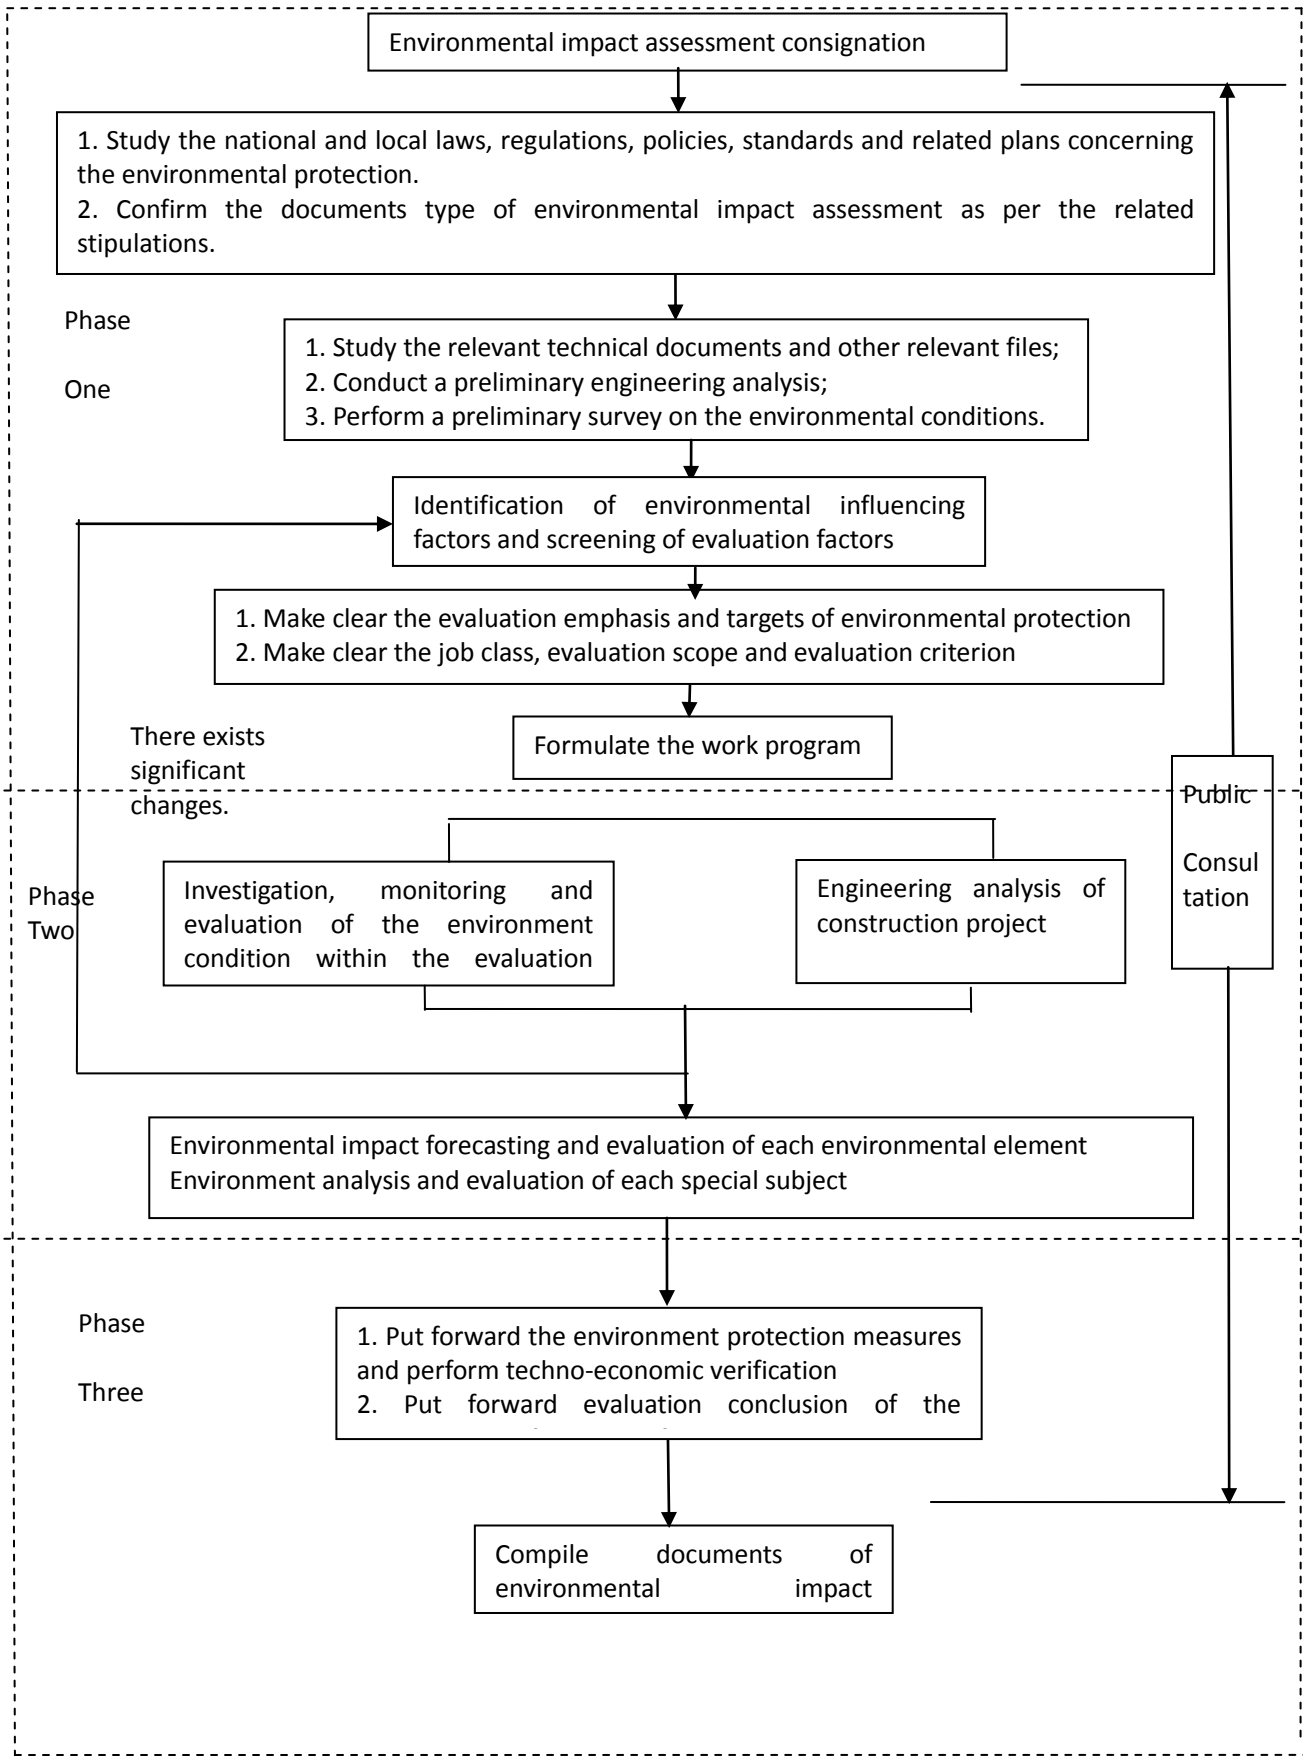 Environmental impact assessment consignation
1. Study the national and local laws, regulations, policies, standards and related plans concerning
the environmental protection.
2. Confirm the documents type of environmental impact assessment as per the related
stipulations.
Phase
One
1. Study the relevant technical documents and other relevant files;
2. Conduct a preliminary engineering analysis;
3. Perform a preliminary survey on the environmental conditions.
Identification of environmental influencing
factors and screening of evaluation factors
1. Make clear the evaluation emphasis and targets of environmental protection
2. Make clear the job class, evaluation scope and evaluation criterion
There exists
significant
changes.
Formulate the work program
Public
Consul
tation
Phase
Two
Investigation, monitoring and
evaluation of the environment
condition within the evaluation
Engineering analysis of
construction project
Environmental impact forecasting and evaluation of each environmental element
Environment analysis and evaluation of each special subject
Phase
Three
1. Put forward the environment protection measures
and perform techno-economic verification
2. Put forward evaluation conclusion of the
Compile documents of
environmental impact